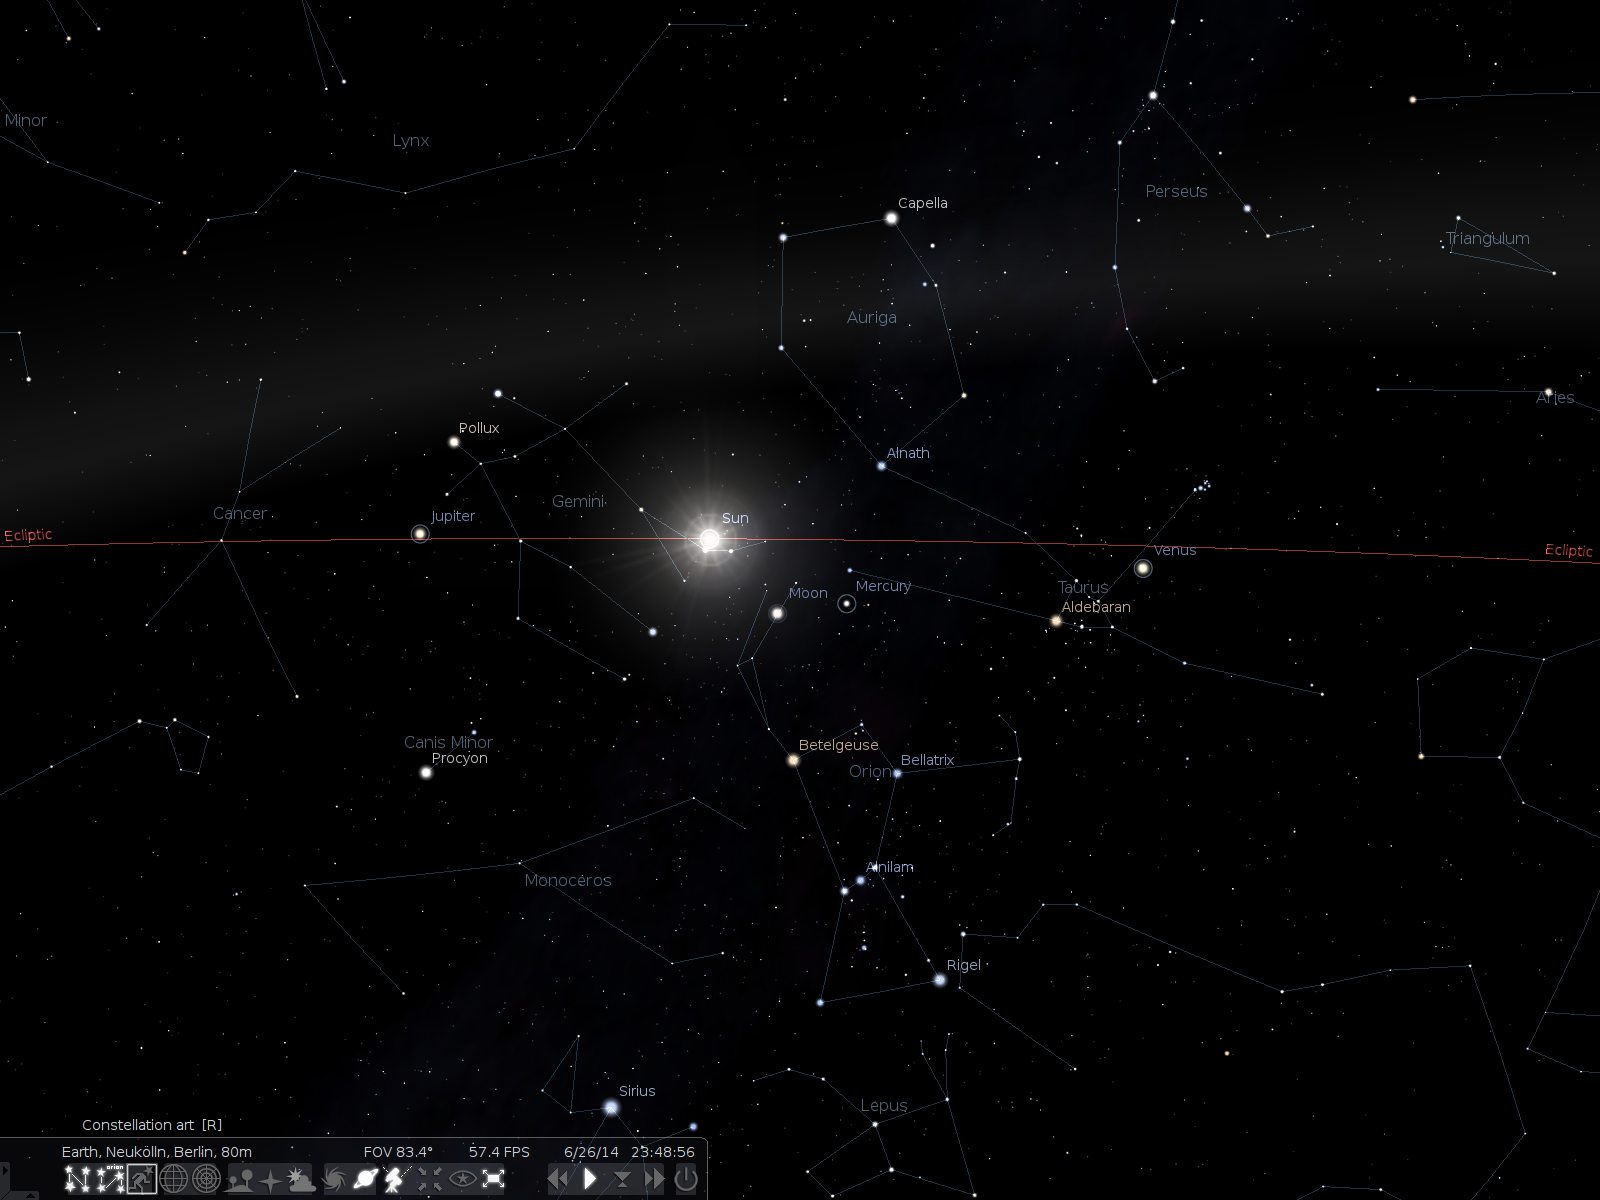 Minor
Lynx
Capella
Perseus
Triangulum
Auriga
Aries
Pollux
Alnath
Gemini
Cancer
Jupiter
Sun
Ecliptic
Ecliptic
Venus
Moon
Mercury
Taurus
Aldebaran
Canis Minor
Procyon
Betelgeuse
Orion
Bellatrix
Alnilam
Monoceros
Rigel
Sirius
Lepus
Constellation art [R]
Earth, Neukölln, Berlin, 80m FOV 83.4° 57.4 FPS 6/26/14 23:48:56
orion